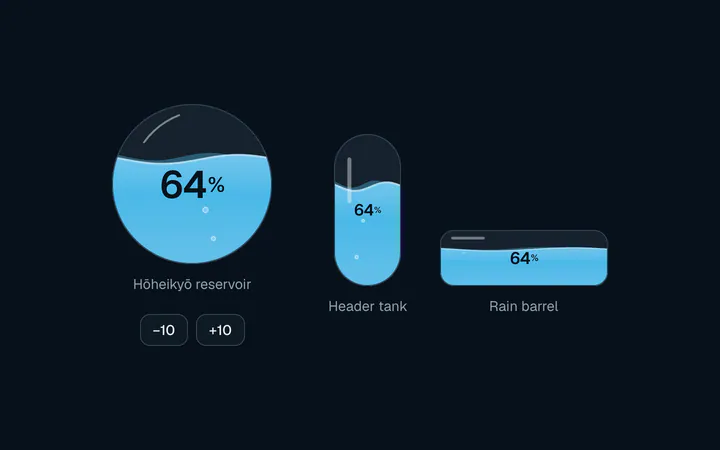 64%
Hōheikyō reservoir
−10
+10
64%
Header tank
64%
Rain barrel